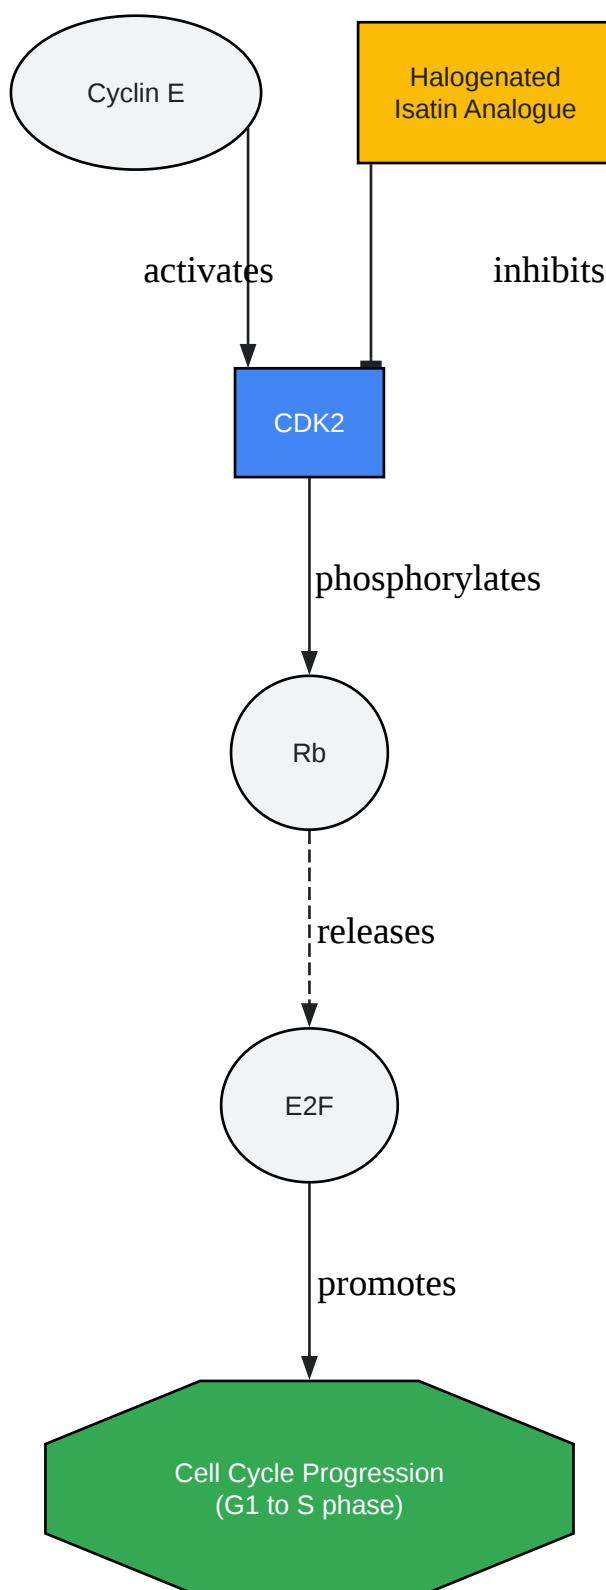 Cyclin E
Halogenated
Isatin Analogue
activates
inhibits
CDK2
phosphorylates
Rb
releases
E2F
promotes
Cell Cycle Progression
(G1 to S phase)